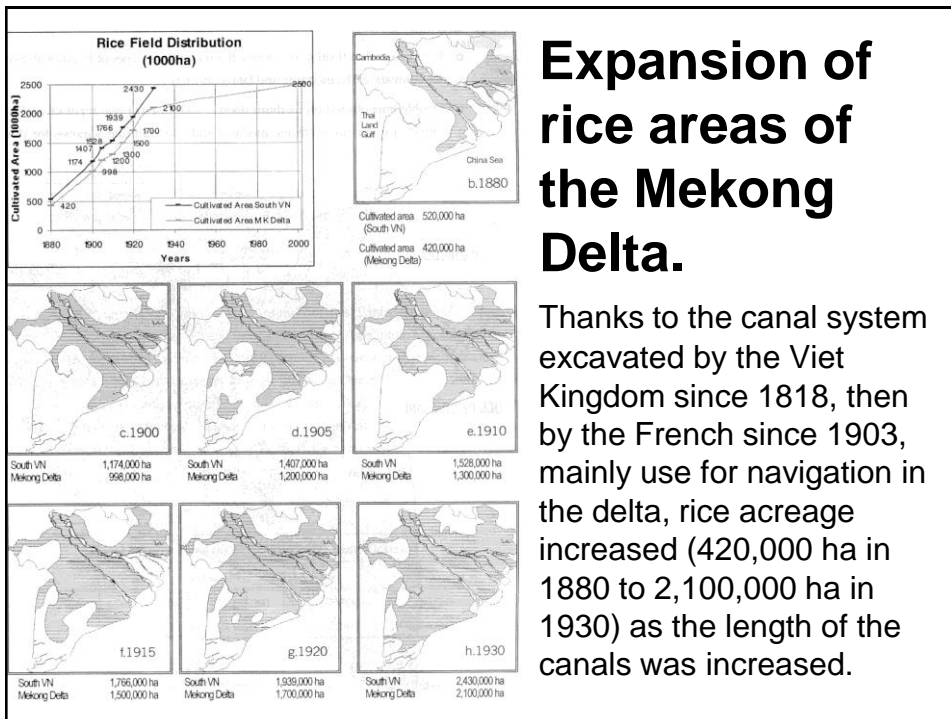 Rice Field Distribution
(1000ha)
Cultivated Area (1000ha)
2500
2000
1500
1000
500
0
2430
2500
2100
1939
1766
1700
1528
1500
1407
1300
1174
1200
998
420
Cultivated Area South VN
Cultivated Area MK Delta
1880 1900 1920 1940 1960 1980 2000
Years
Cambodia
Thai
Land
Gulf
China Sea
b.1880
Cultivated area 520,000 ha
(South VN)
Cultivated area 420,000 ha
(Mekong Delta)
c.1900
South VN 1,174,000 ha
Mekong Delta 998,000 ha
d.1905
South VN 1,407,000 ha
Mekong Delta 1,200,000 ha
e.1910
South VN 1,528,000 ha
Mekong Delta 1,300,000 ha
f.1915
South VN 1,766,000 ha
Mekong Delta 1,500,000 ha
g.1920
South VN 1,939,000 ha
Mekong Delta 1,700,000 ha
h.1930
South VN 2,430,000 ha
Mekong Delta 2,100,000 ha
Expansion of
rice areas of
the Mekong
Delta.
Thanks to the canal system
excavated by the Viet
Kingdom since 1818, then
by the French since 1903,
mainly use for navigation in
the delta, rice acreage
increased (420,000 ha in
1880 to 2,100,000 ha in
1930) as the length of the
canals was increased.